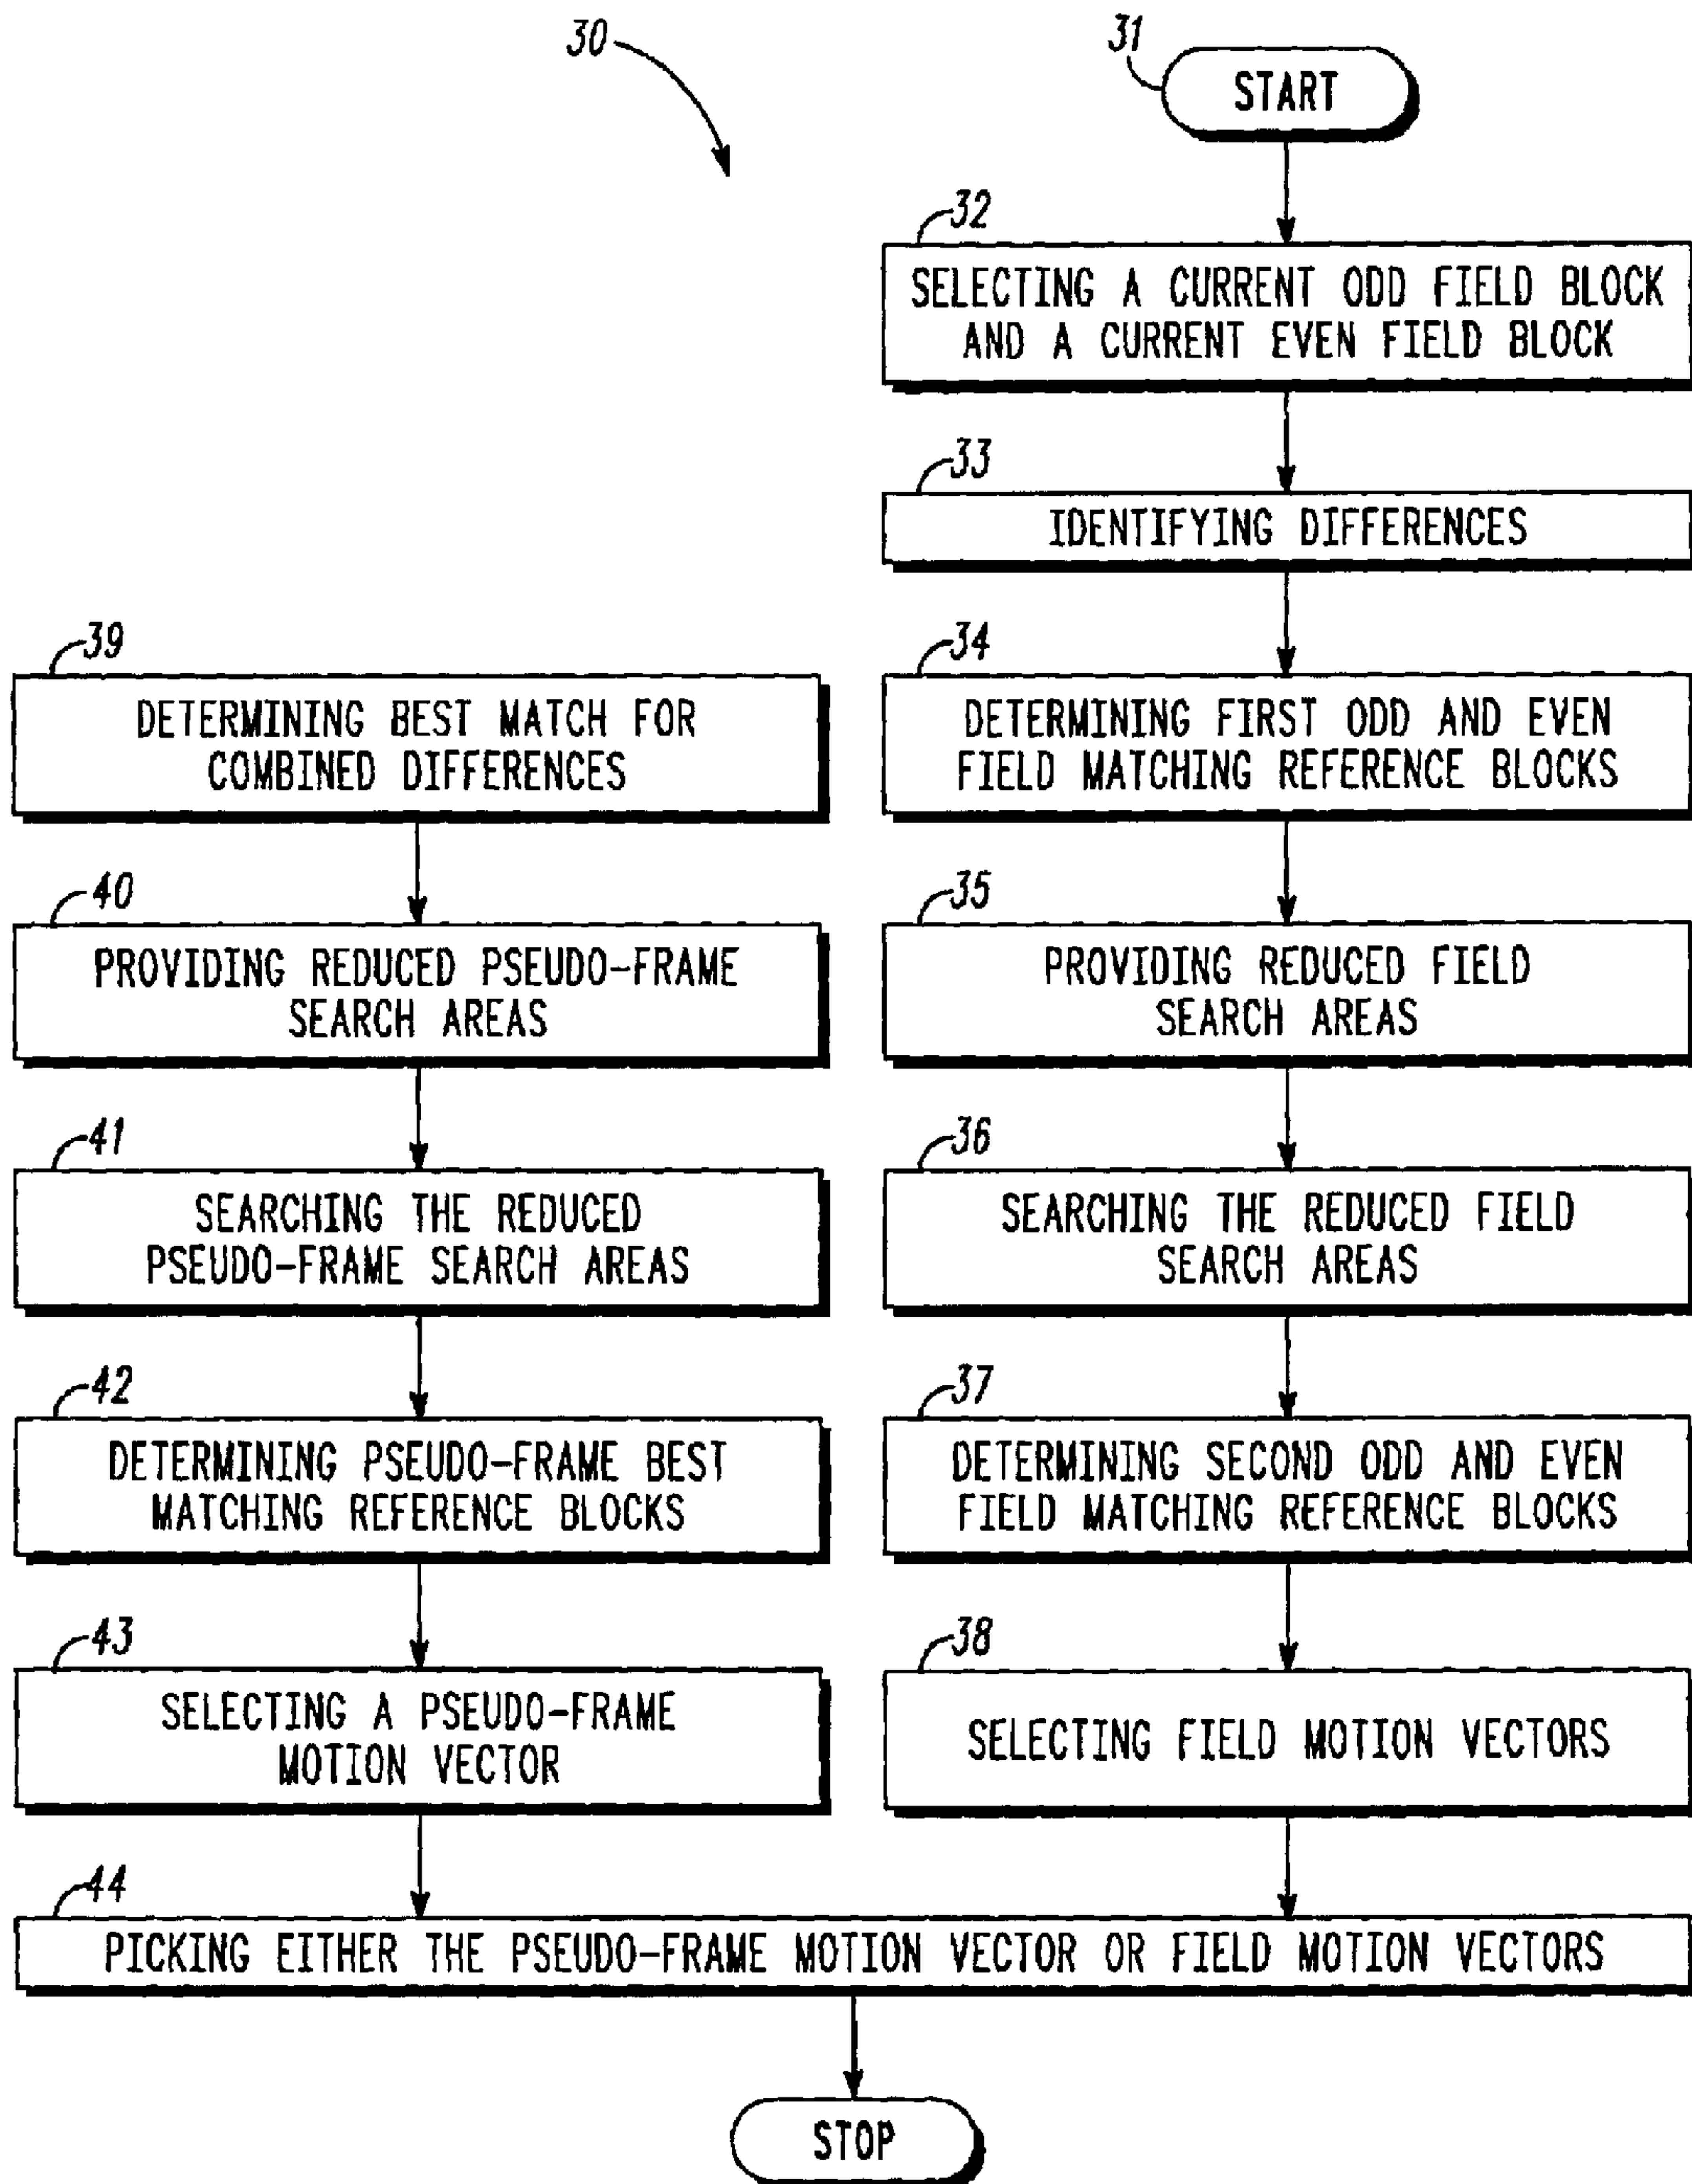 30
31
START
32
SELECTING A CURRENT ODD FIELD BLOCK
AND A CURRENT EVEN FIELD BLOCK
33
IDENTIFYING DIFFERENCES
34
DETERMINING FIRST ODD AND EVEN
FIELD MATCHING REFERENCE BLOCKS
35
PROVIDING REDUCED FIELD
SEARCH AREAS
36
SEARCHING THE REDUCED FIELD
SEARCH AREAS
37
DETERMINING SECOND ODD AND EVEN
FIELD MATCHING REFERENCE BLOCKS
38
SELECTING FIELD MOTION VECTORS
39
DETERMINING BEST MATCH FOR
COMBINED DIFFERENCES
40
PROVIDING REDUCED PSEUDO-FRAME
SEARCH AREAS
41
SEARCHING THE REDUCED
PSEUDO-FRAME SEARCH AREAS
42
DETERMINING PSEUDO-FRAME BEST
MATCHING REFERENCE BLOCKS
43
SELECTING A PSEUDO-FRAME
MOTION VECTOR
44
PICKING EITHER THE PSEUDO-FRAME MOTION VECTOR OR FIELD MOTION VECTORS
STOP